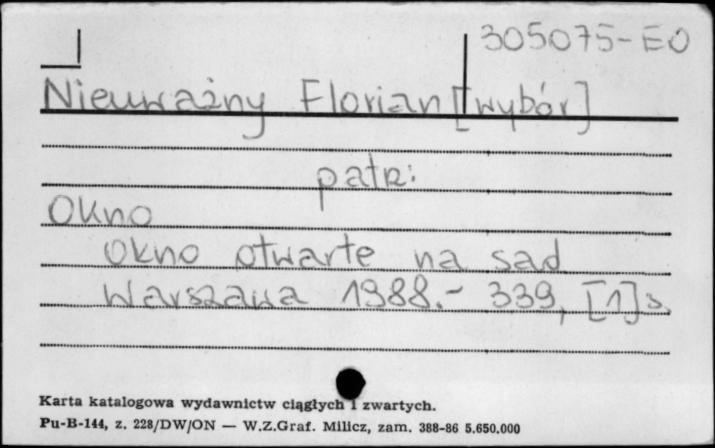 305075-EO
Nieuważny Florian [wybór]
patrz:
Okno
Okno otwarte na sad
Warszawa 1988.- 339, [1] s.
Karta katalogowa wydawnictw ciągłych i zwartych.
Pu-B-144, z. 228/DW/ON — W.Z.Graf. Milicz, zam. 388-86 5.650.000